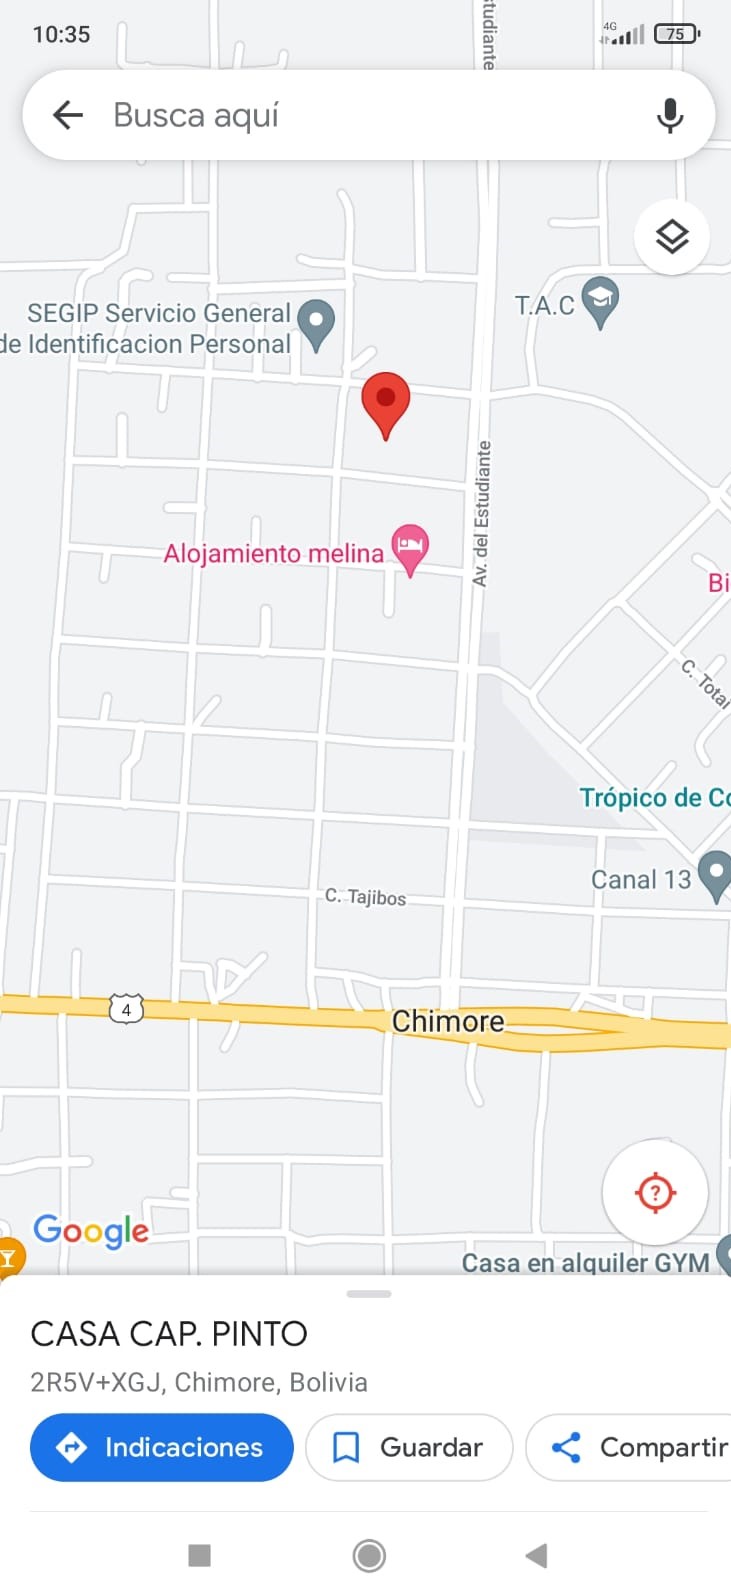 tudiante
10:35
4G
75
Busca aquí
T.A.C
SEGIP Servicio General
de Identificacion Personal
Av. del Estudiante
Alojamiento melina
Bi
C. Total
Trópico de Co
Canal 13
C. Tajibos
4
Chimore
?
Google
Casa en alquiler GYM
CASA CAP. PINTO
2R5V+XGJ, Chimore, Bolivia
Indicaciones
Guardar
Compartir